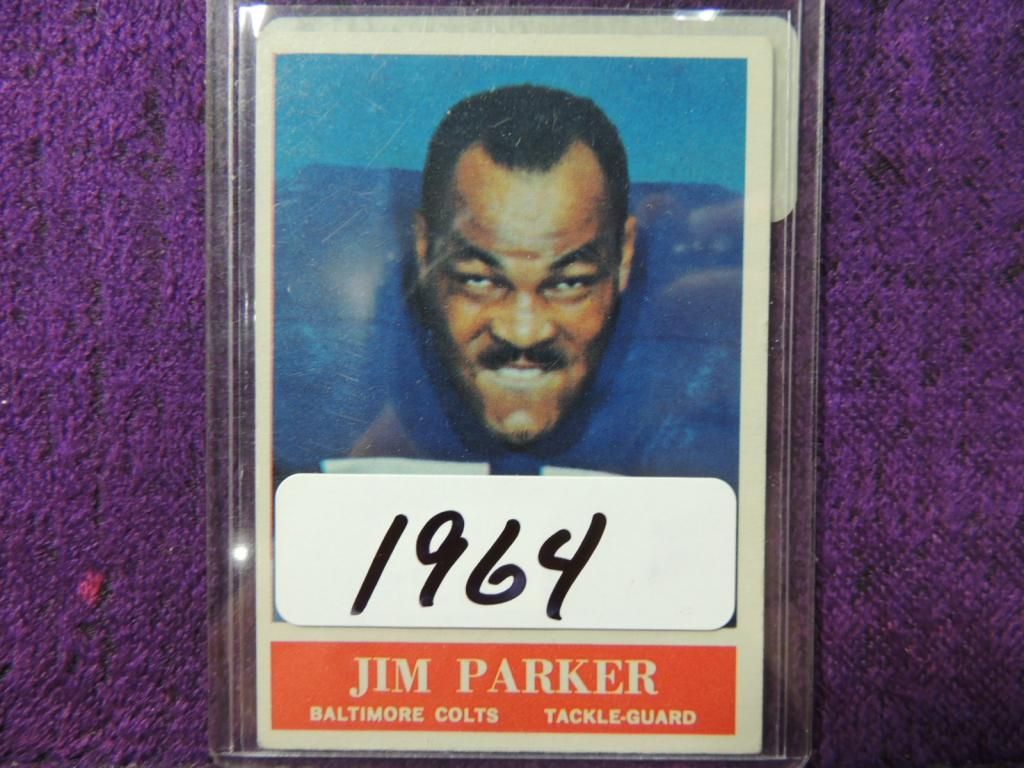 1964
JIM PARKER
BALTIMORE COLTS TACKLE-GUARD